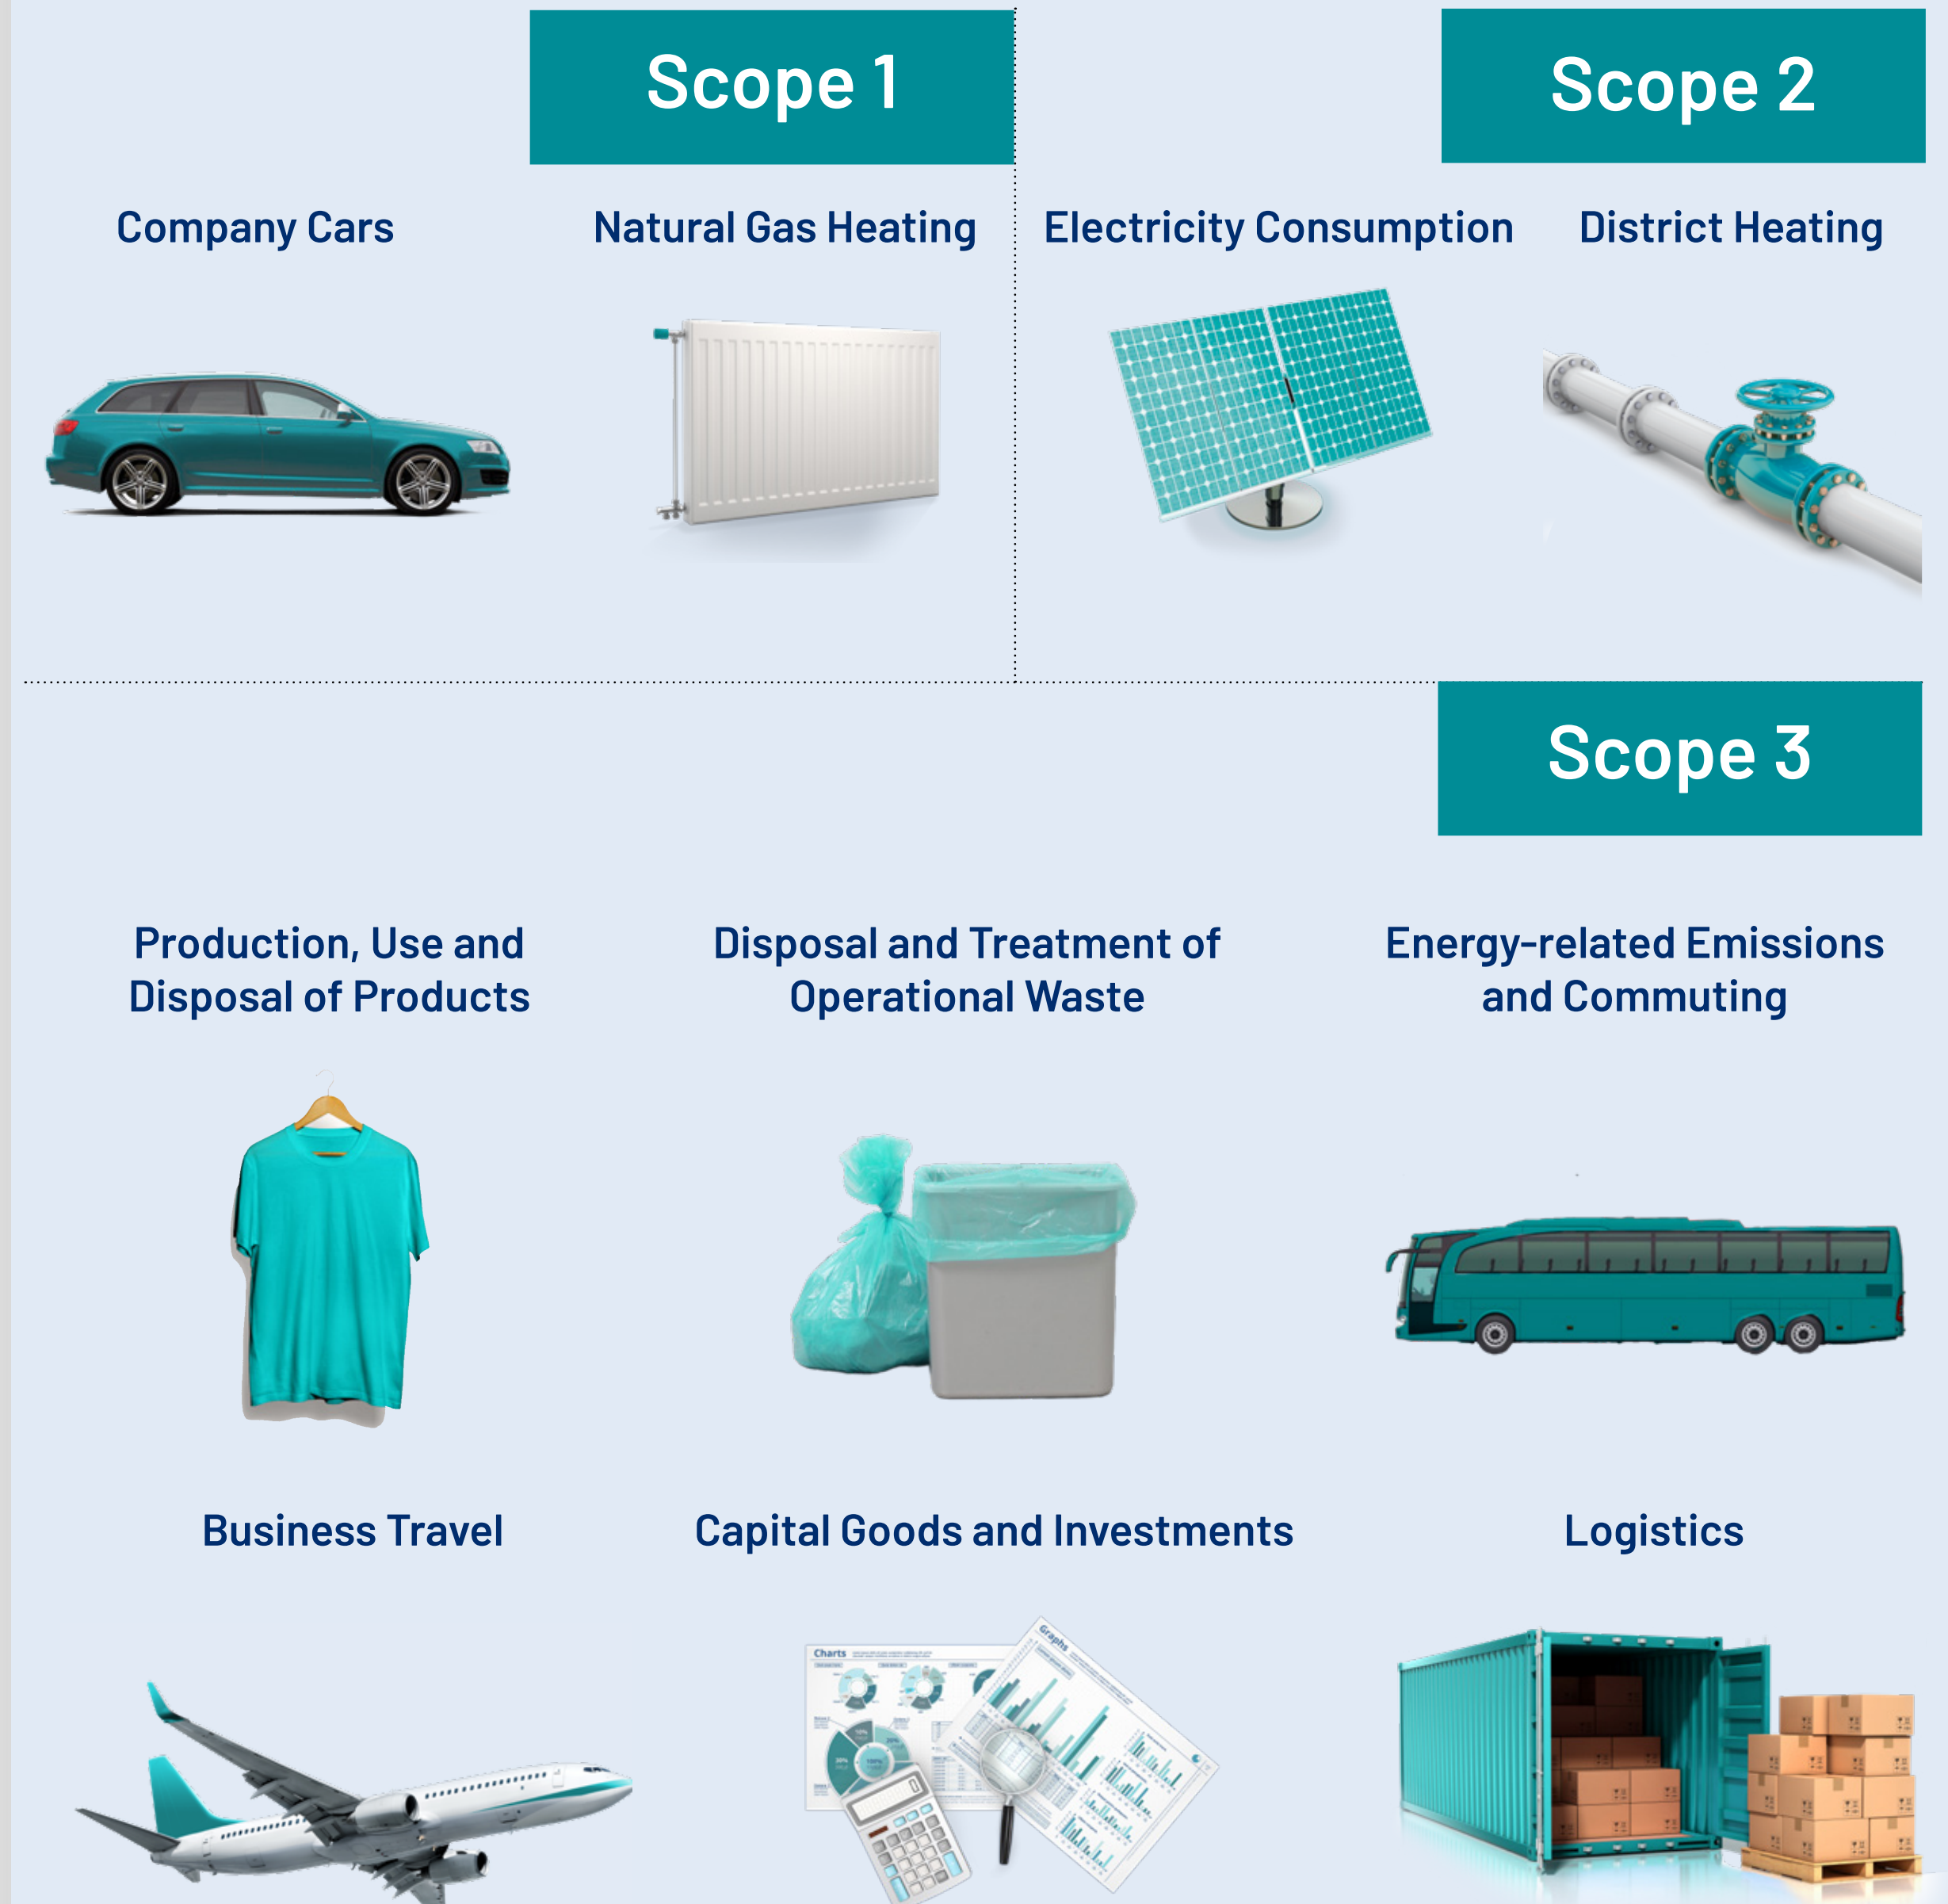 Scope 1
Scope 2
Company Cars
Natural Gas Heating
Electricity Consumption
District Heating
Scope 3
Production, Use and
Disposal of Products
Disposal and Treatment of
Operational Waste
Energy-related Emissions
and Commuting
Business Travel
Capital Goods and Investments
Logistics
Charts
Graphs
30%
100%